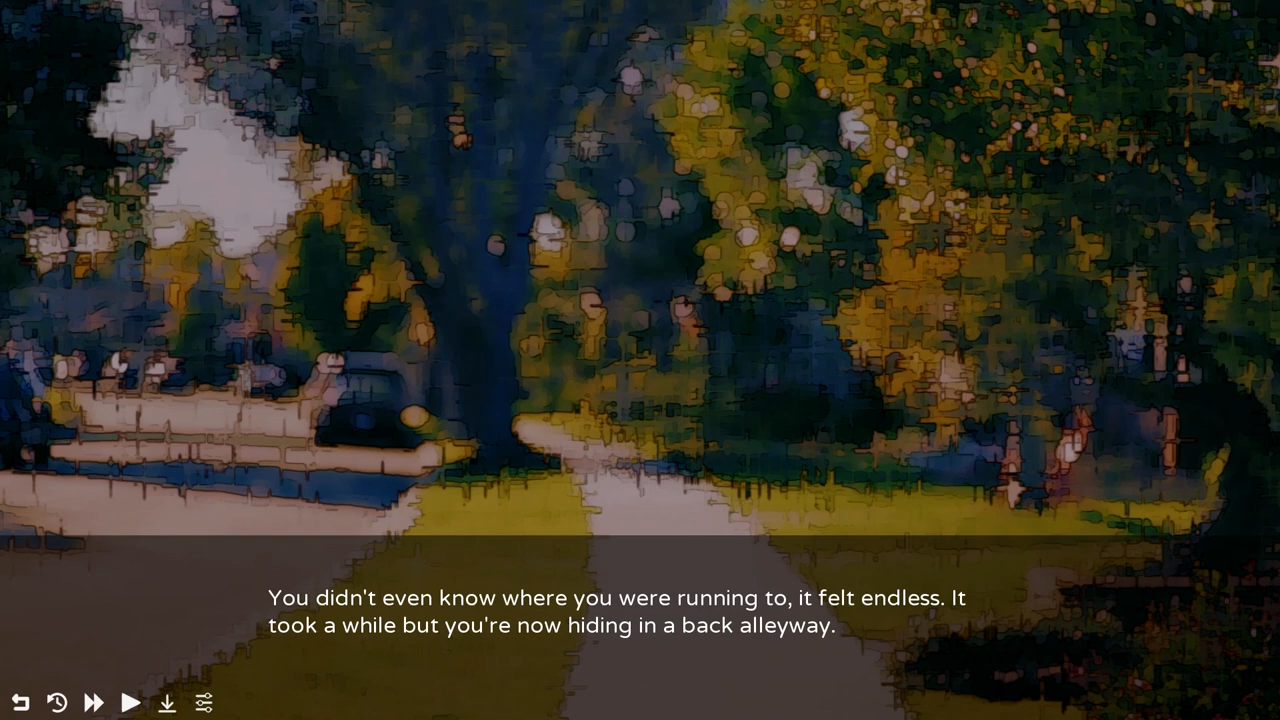 You didn't even know where you were running to, it felt endless. It
took a while but you're now hiding in a back alleyway.